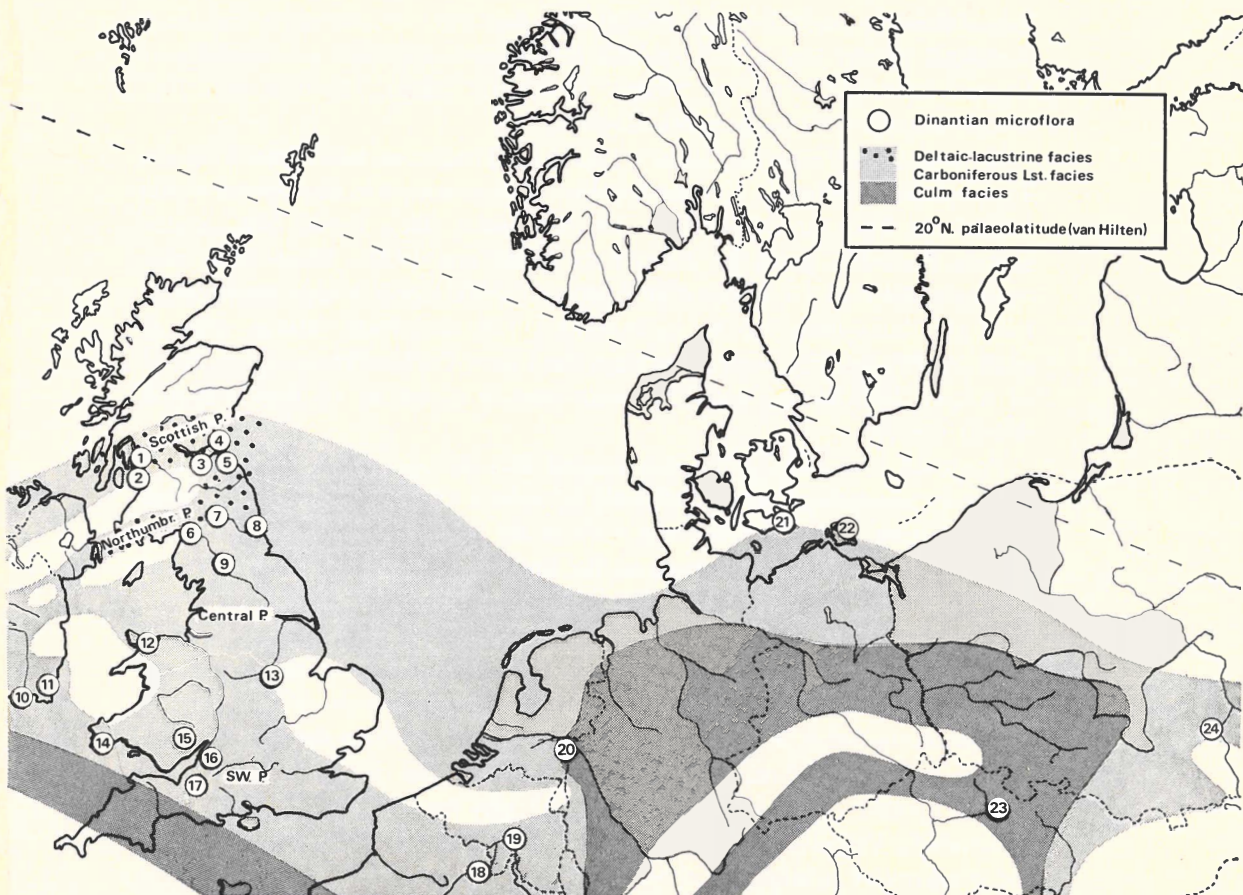 Dinantian microflora
Deltaic-lacustrine facies
Carboniferous Lst. facies
Culm facies
20°N. palaeolatitude (van Hilten)
Scottish P.
4
1
3
5
2
Northumbr. P
7
8
6
9
Central P.
12
13
10
11
14
15
16
SW. P.
17
18
19
20
21
22
23
24